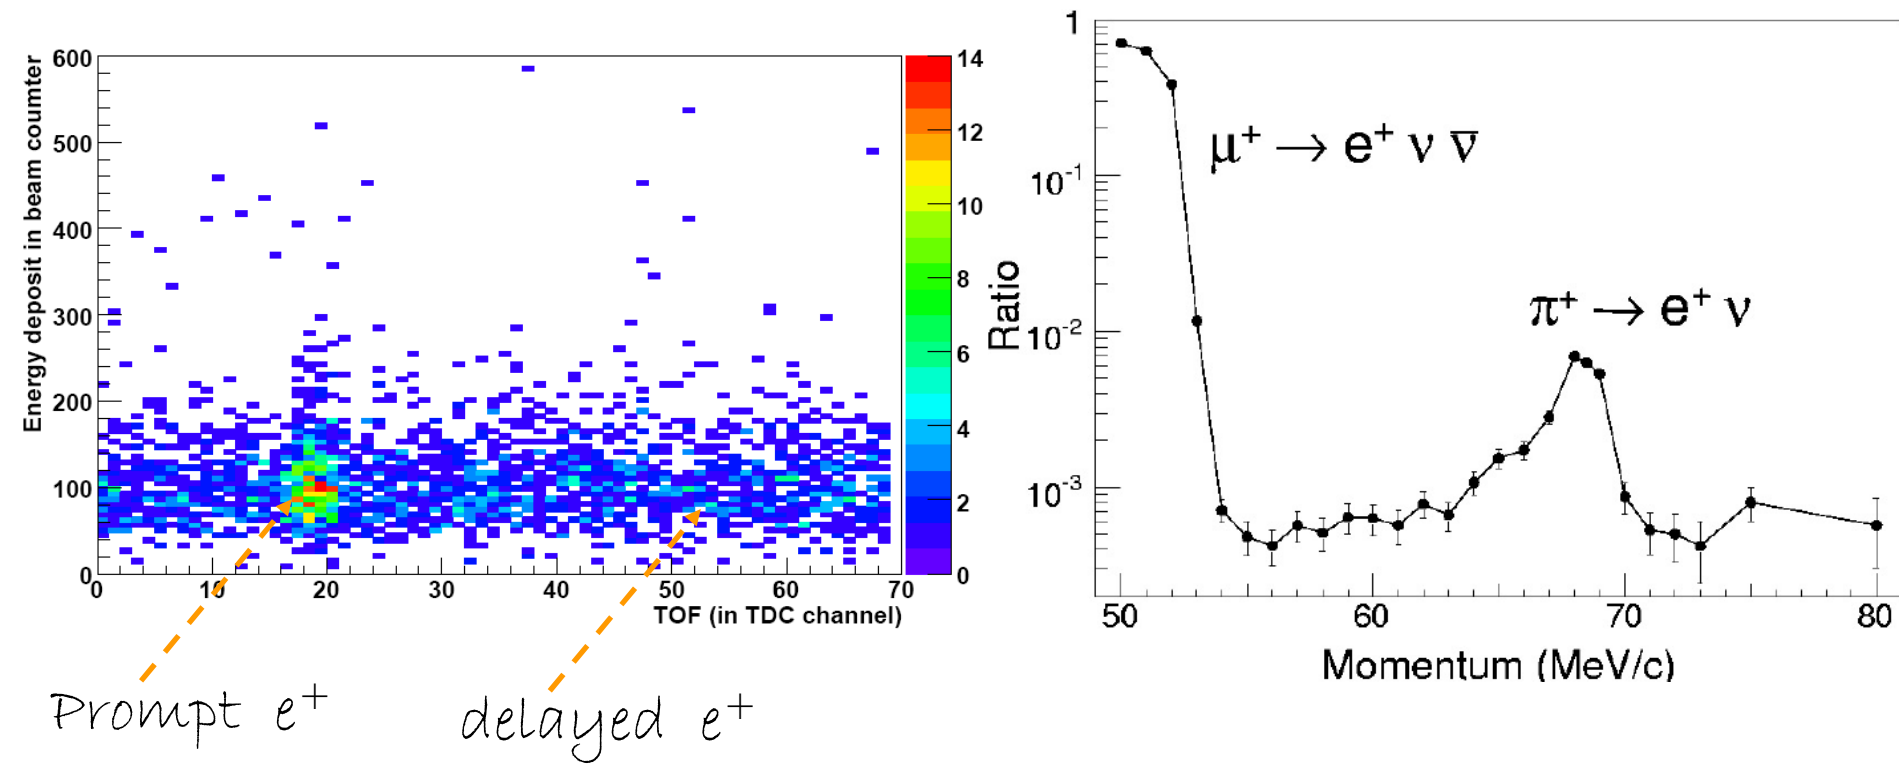 Energy deposit in beam counter
600
500
400
300
200
100
0
0 10 20 30 40 50 60 70
TOF (in TDC channel)
14
12
10
8
6
4
2
0
Prompt e⁺
delayed e⁺
Ratio
1
10⁻¹
10⁻²
10⁻³
μ⁺ → e⁺ ν ν̅
π⁺ → e⁺ ν
50 60 70 80
Momentum (MeV/c)